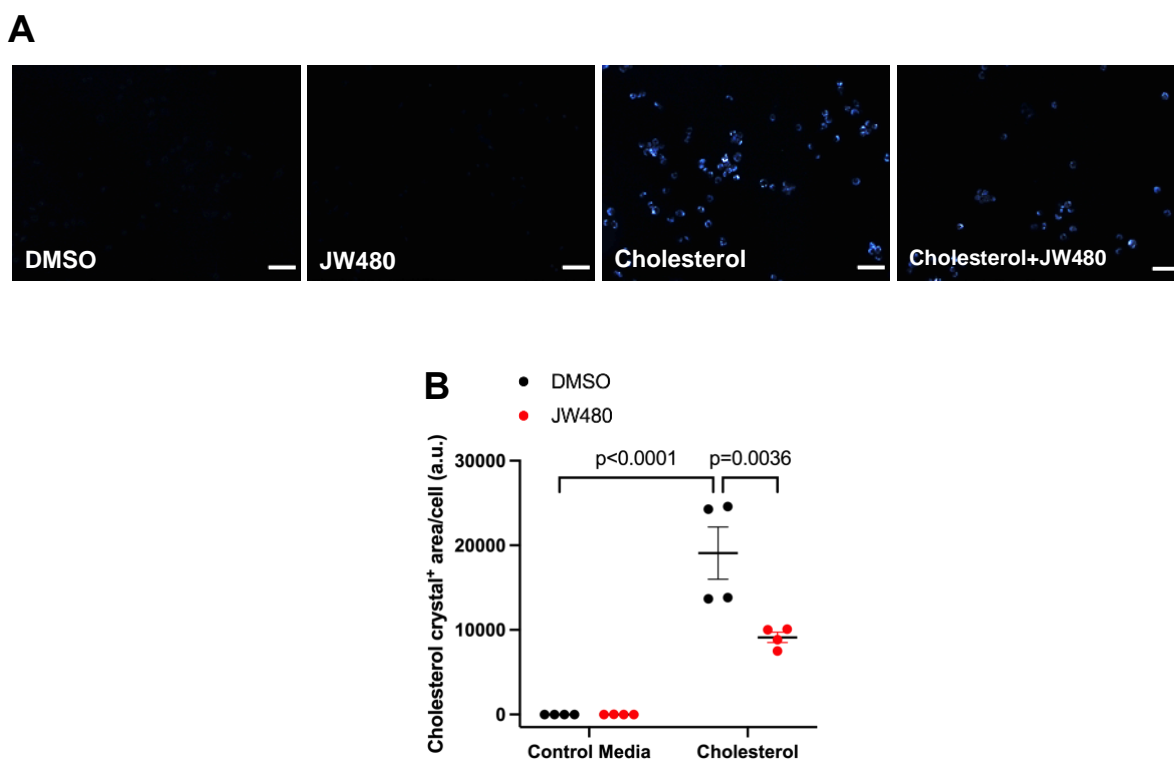 A
DMSO
JW480
Cholesterol
Cholesterol+JW480
B
DMSO
JW480
Cholesterol crystal⁺ area/cell (a.u.)
p<0.0001
p=0.0036
30000
20000
10000
0
Control Media
Cholesterol